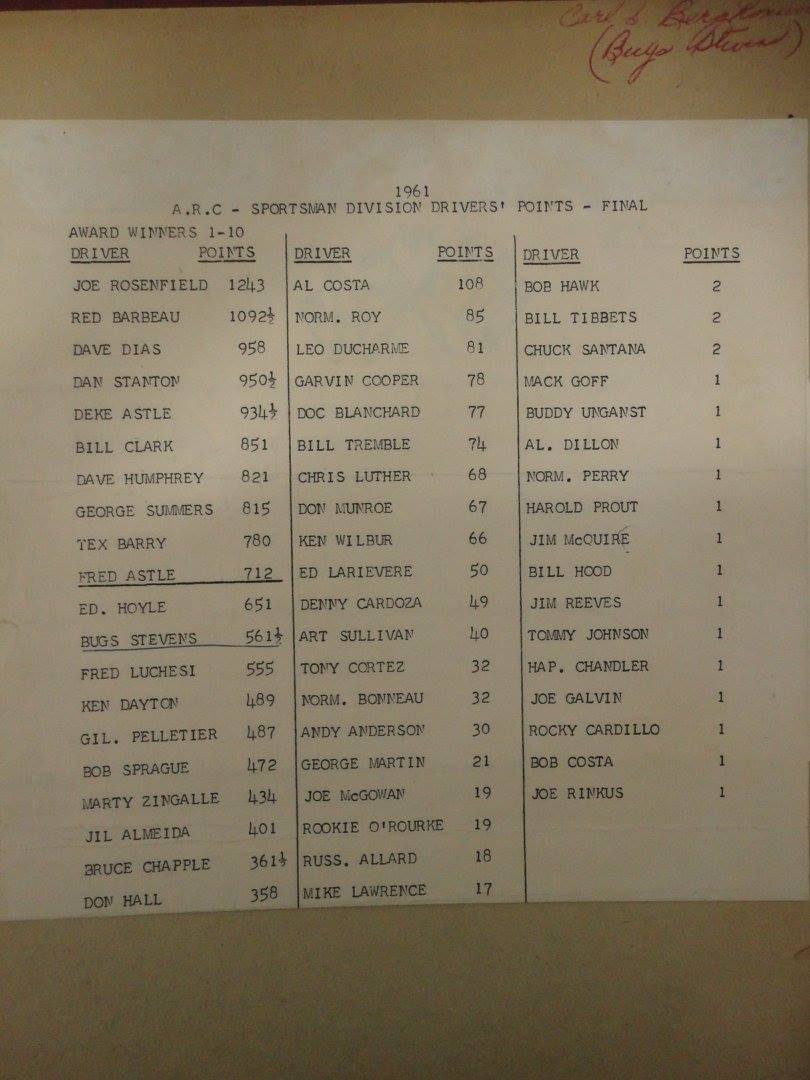 Carl L Berg
(Bugs Stevens)
1961
A.R.C - SPORTSMAN DIVISION DRIVERS' POINTS - FINAL
AWARD WINNERS 1-10
DRIVER POINTS DRIVER POINTS DRIVER POINTS
JOE ROSENFIELD 1243 AL COSTA 108 BOB HAWK 2
RED BARBEAU 1092½ NORM. ROY 85 BILL TIBBETS 2
DAVE DIAS 958 LEO DUCHARME 81 CHUCK SANTANA 2
DAN STANTON 950½ GARVIN COOPER 78 MACK GOFF 1
DEKE ASTLE 934½ DOC BLANCHARD 77 BUDDY UNGANST 1
BILL CLARK 851 BILL TREMBLE 74 AL. DILLON 1
DAVE HUMPHREY 821 CHRIS LUTHER 68 NORM. PERRY 1
GEORGE SUMMERS 815 DON MUNROE 67 HAROLD PROUT 1
TEX BARRY 780 KEN WILBUR 66 JIM McQUIRE 1
FRED ASTLE 712 ED LARIEVERE 50 BILL HOOD 1
ED. HOYLE 651 DENNY CARDOZA 49 JIM REEVES 1
BUGS STEVENS 561½ ART SULLIVAN 40 TOMMY JOHNSON 1
FRED LUCHESI 555 TONY CORTEZ 32 HAP. CHANDLER 1
KEN DAYTON 489 NORM. BONNEAU 32 JOE GALVIN 1
GIL. PELLETIER 487 ANDY ANDERSON 30 ROCKY CARDILLO 1
BOB SPRAGUE 472 GEORGE MARTIN 21 BOB COSTA 1
MARTY ZINGALLE 434 JOE McGOWAN 19 JOE RINKUS 1
JIL ALMEIDA 401 ROOKIE O'ROURKE 19
BRUCE CHAPPLE 361½ RUSS. ALLARD 18
DON HALL 358 MIKE LAWRENCE 17